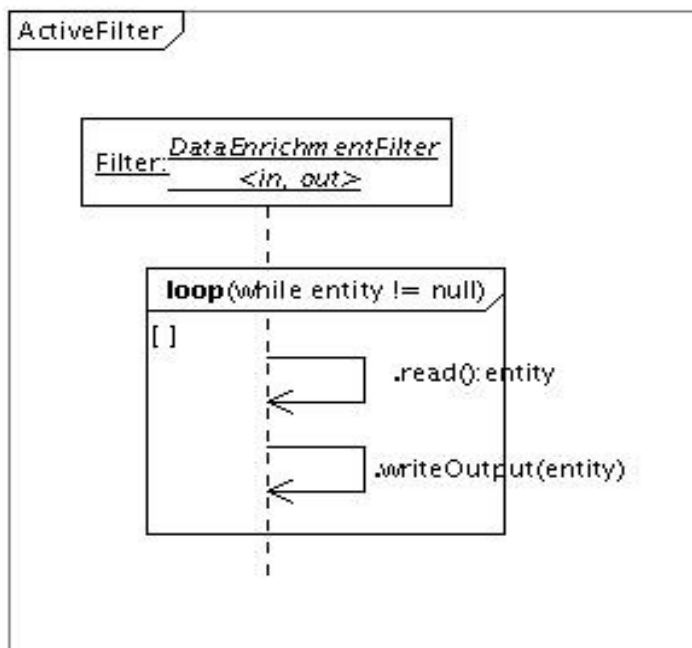 ActiveFilter
Filter:DataEnrichmentFilter
<in, out>
loop(while entity != null)
[ ]
.read():entity
.writeOutput(entity)